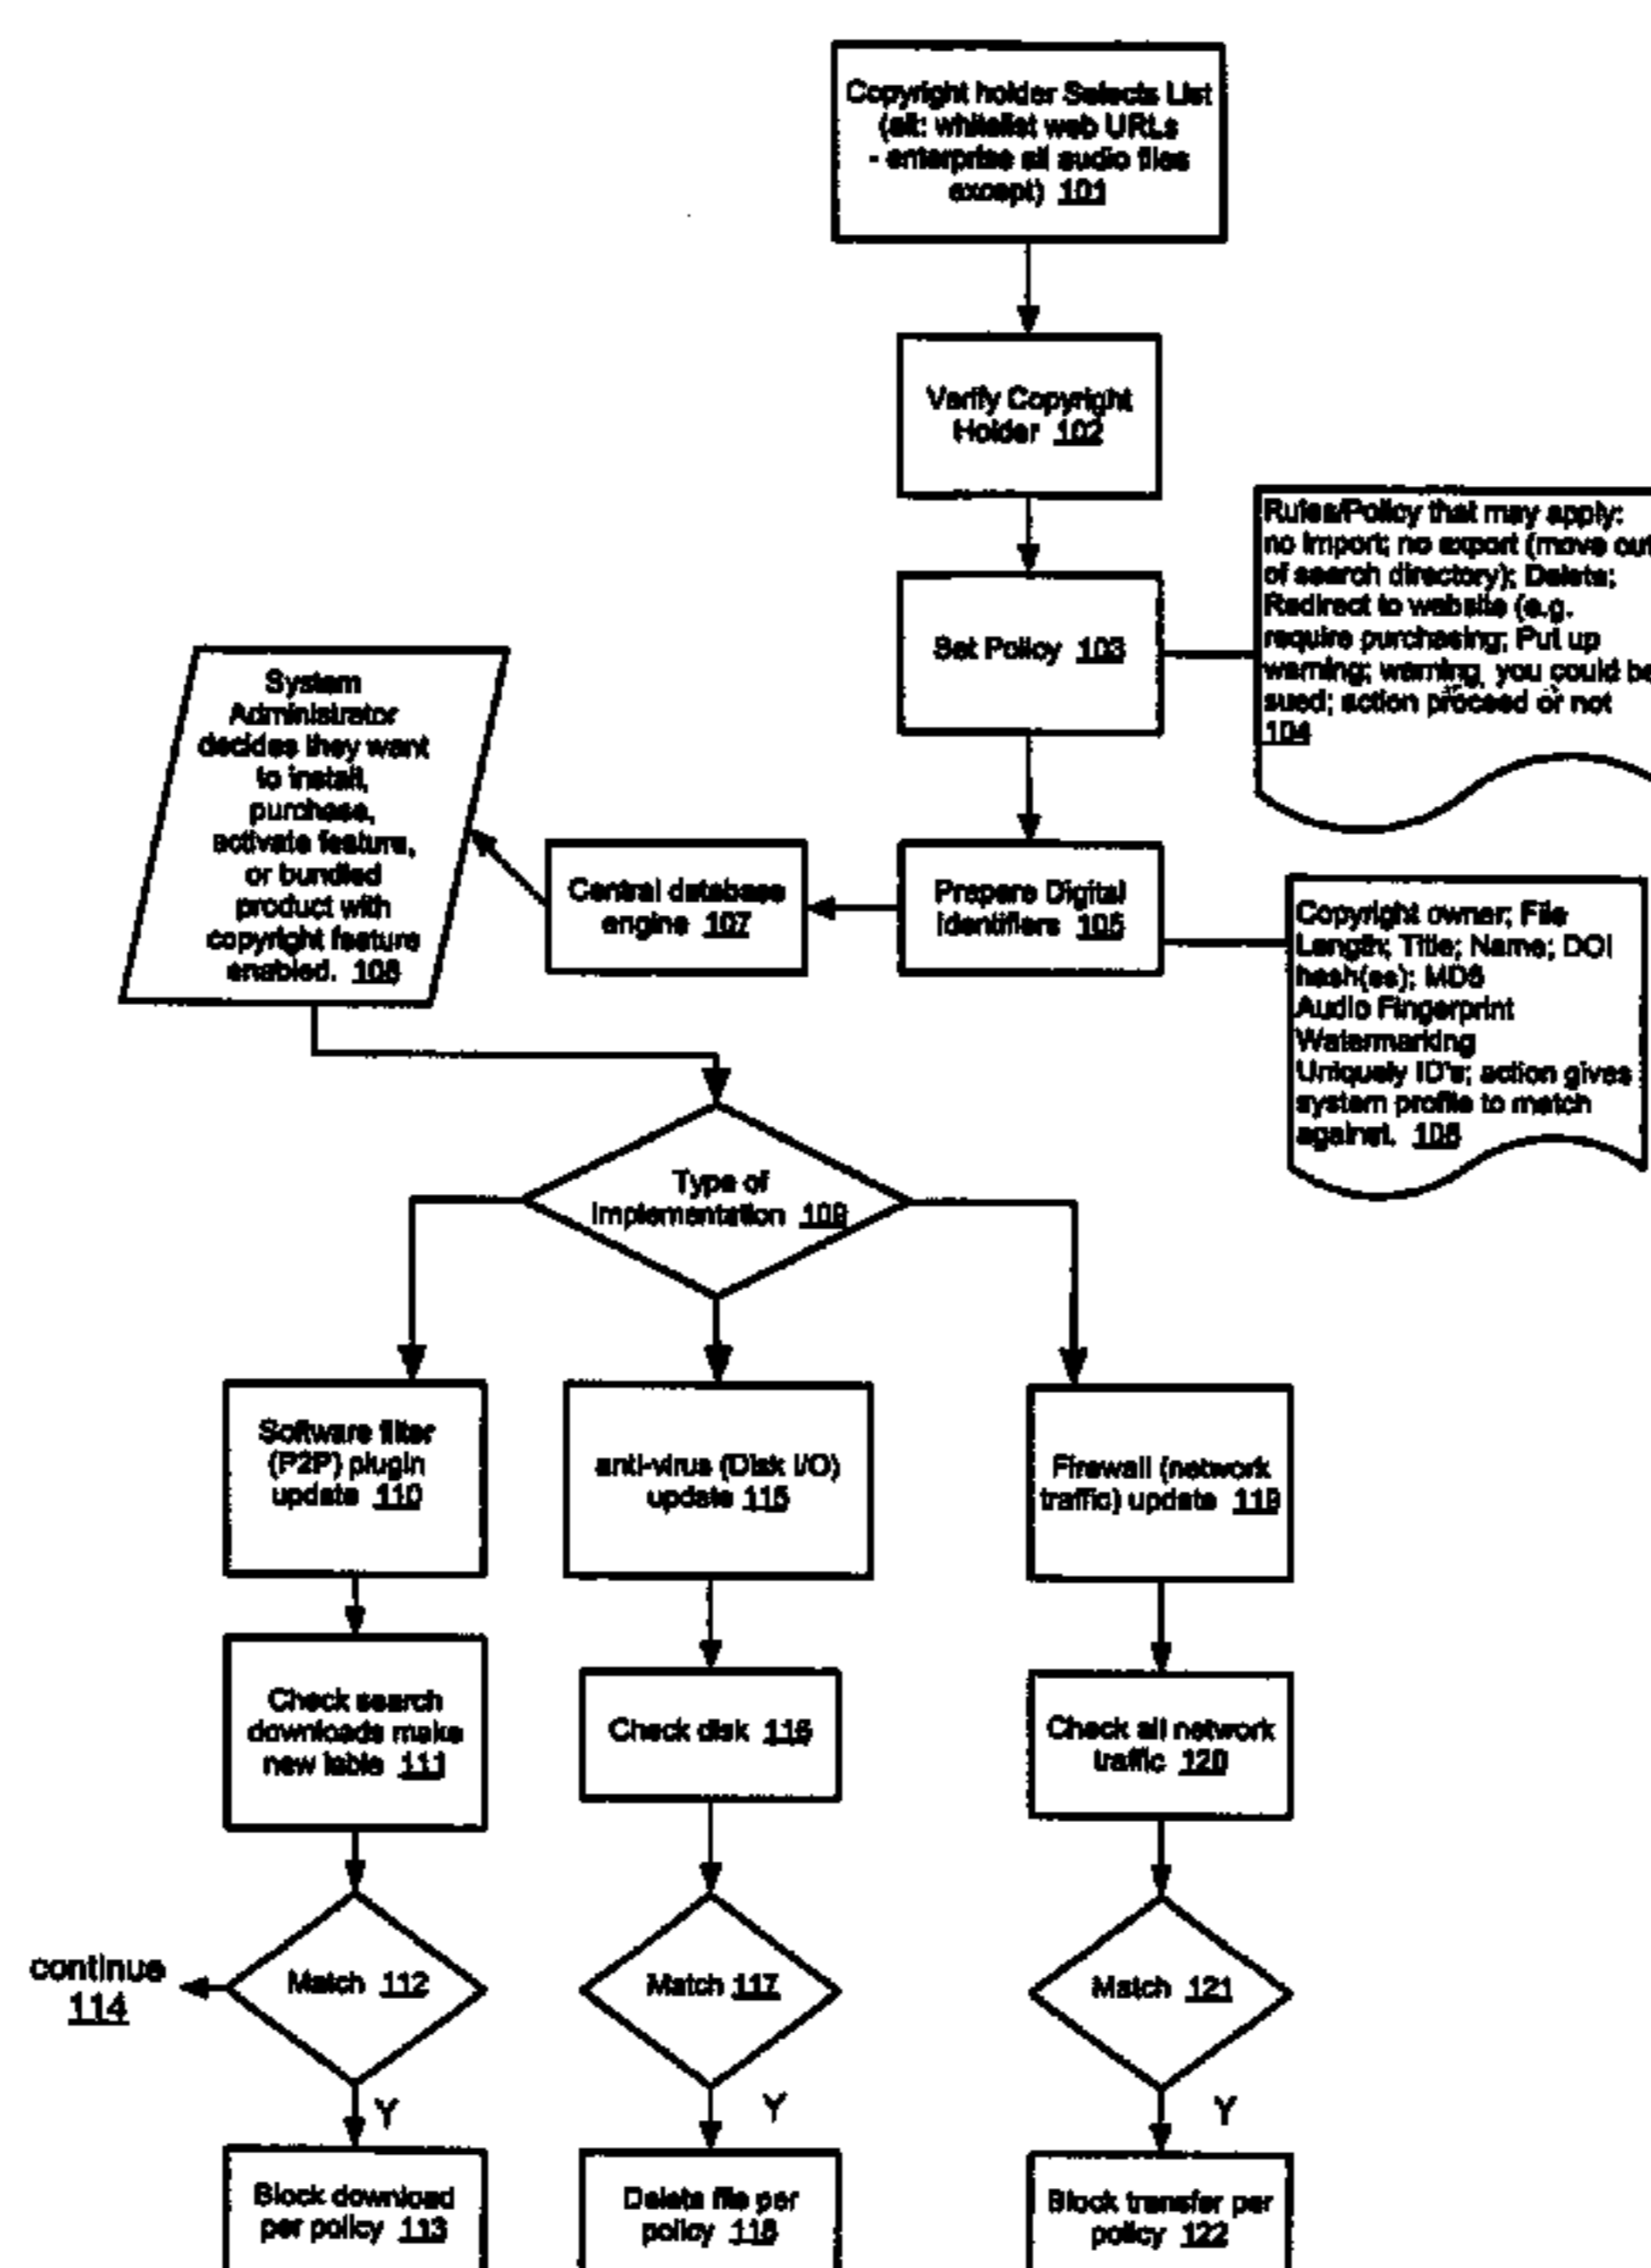 Copyright holder Selects List
(alt: whitelist web URLs
- enterprise all audio files
except) 101
Verify Copyright
Holder 102
Set Policy 103
Rules/Policy that may apply:
no import; no export (move out
of search directory); Delete;
Redirect to website (e.g.
require purchasing; Put up
warning; warning, you could be
sued; action proceed or not
104
Prepare Digital
Identifiers 105
Copyright owner; File
Length; Title; Name; DOI
hash(es); MD5
Audio Fingerprint
Watermarking
Uniquely ID's; action gives
system profile to match
against. 106
Central database
engine 107
System
Administrator
decides they want
to install,
purchase,
activate feature,
or bundled
product with
copyright feature
enabled. 108
Type of
implementation 109
Software filter
(P2P) plugin
update 110
anti-virus (Disk I/O)
update 115
Firewall (network
traffic) update 119
Check search
downloads make
new lable 111
Check disk 116
Check all network
traffic 120
continue
114
Match 112
Match 117
Match 121
Y
Y
Y
Block download
per policy 113
Delete file per
policy 118
Block transfer per
policy 122